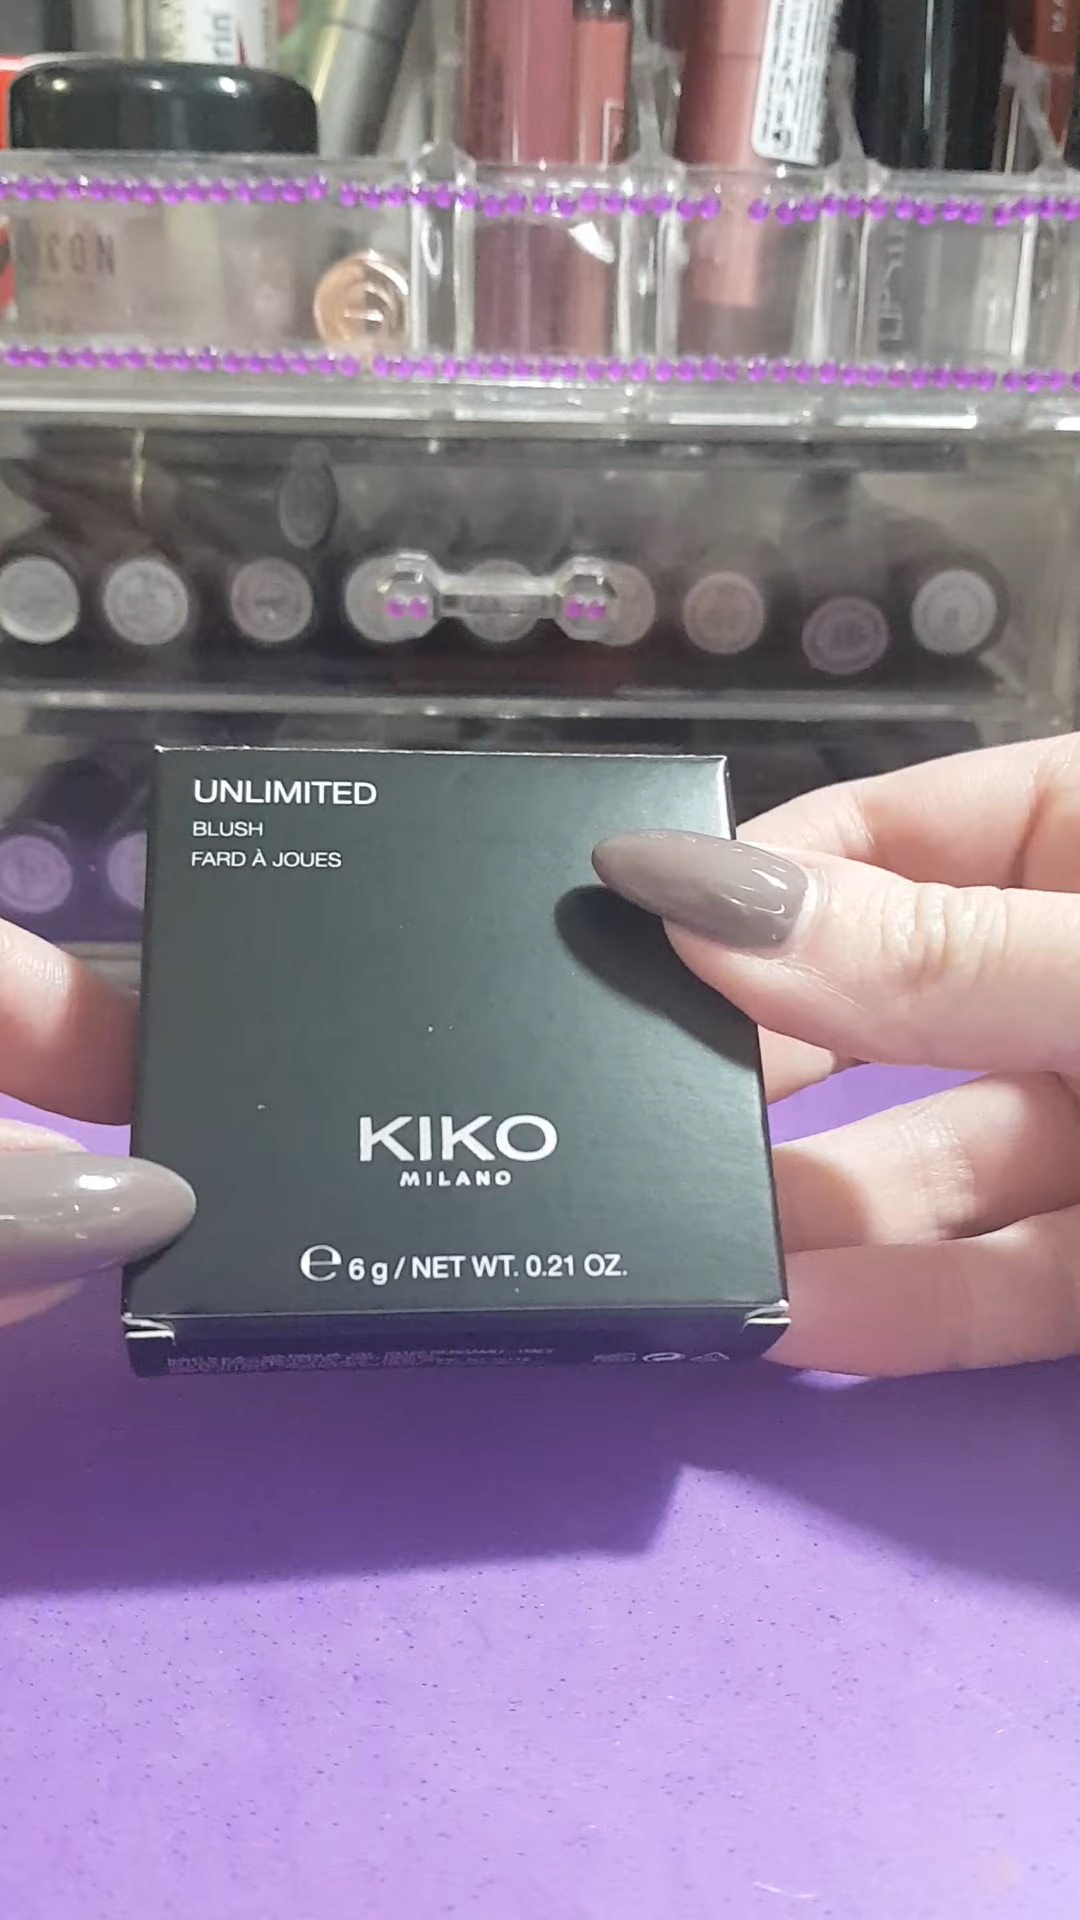 UNLIMITED
BLUSH
FARD À JOUES
KIKO
MILANO
℮ 6 g / NET WT. 0.21 OZ.